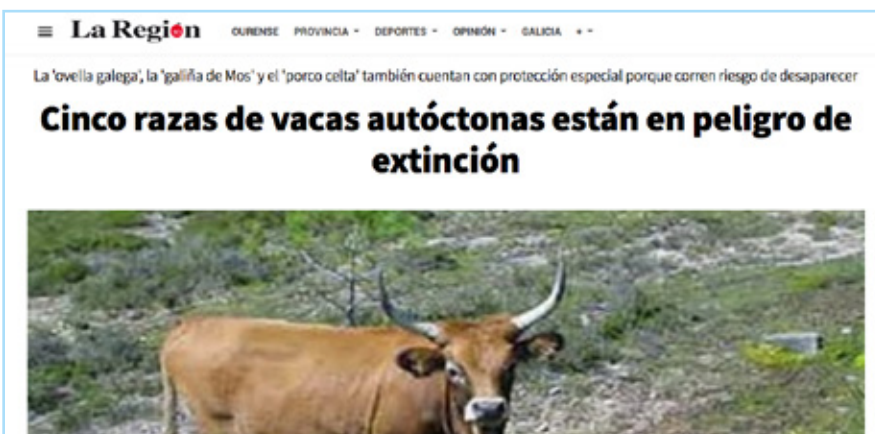 La Región
OURENSE PROVINCIA DEPORTES OPINIÓN GALICIA +
La 'ovella galega', la 'galiña de Mos' y el 'porco celta' también cuentan con protección especial porque corren riesgo de desaparecer
Cinco razas de vacas autóctonas están en peligro de
extinción